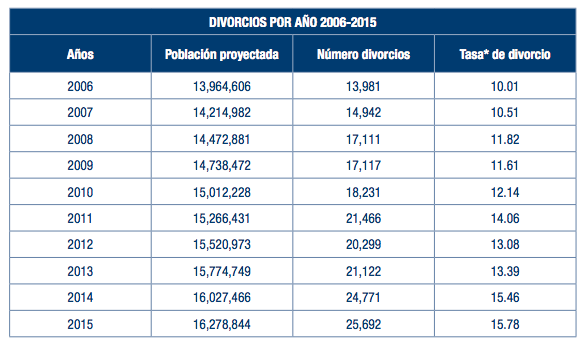 DIVORCIOS POR AÑO 2006-2015
Años Población proyectada Número divorcios Tasa* de divorcio
2006 13,964,606 13,981 10.01
2007 14,214,982 14,942 10.51
2008 14,472,881 17,111 11.82
2009 14,738,472 17,117 11.61
2010 15,012,228 18,231 12.14
2011 15,266,431 21,466 14.06
2012 15,520,973 20,299 13.08
2013 15,774,749 21,122 13.39
2014 16,027,466 24,771 15.46
2015 16,278,844 25,692 15.78